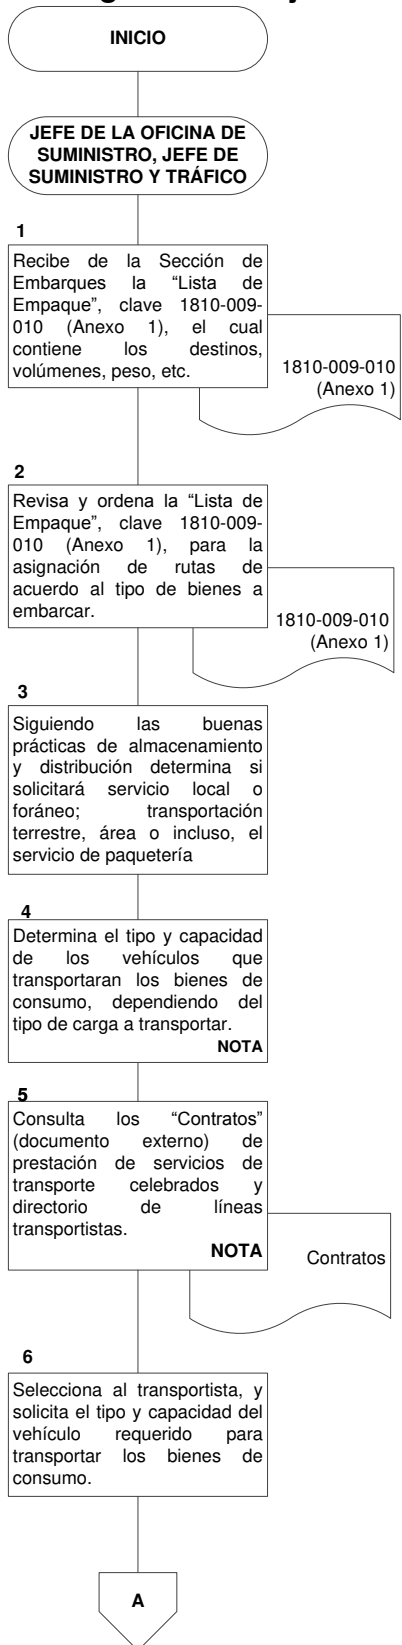 INICIO
JEFE DE LA OFICINA DE
SUMINISTRO, JEFE DE
SUMINISTRO Y TRÁFICO
1
Recibe de la Sección de
Embarques la “Lista de
Empaque”, clave 1810-009-
010 (Anexo 1), el cual
contiene los destinos,
volúmenes, peso, etc.
1810-009-010
(Anexo 1)
2
Revisa y ordena la “Lista de
Empaque”, clave 1810-009-
010 (Anexo 1), para la
asignación de rutas de
acuerdo al tipo de bienes a
embarcar.
1810-009-010
(Anexo 1)
3
Siguiendo las buenas
prácticas de almacenamiento
y distribución determina si
solicitará servicio local o
foráneo; transportación
terrestre, área o incluso, el
servicio de paquetería
4
Determina el tipo y capacidad
de los vehículos que
transportaran los bienes de
consumo, dependiendo del
tipo de carga a transportar.
NOTA
5
Consulta los “Contratos”
(documento externo) de
prestación de servicios de
transporte celebrados y
directorio de líneas
transportistas.
NOTA
Contratos
6
Selecciona al transportista, y
solicita el tipo y capacidad del
vehículo requerido para
transportar los bienes de
consumo.
A